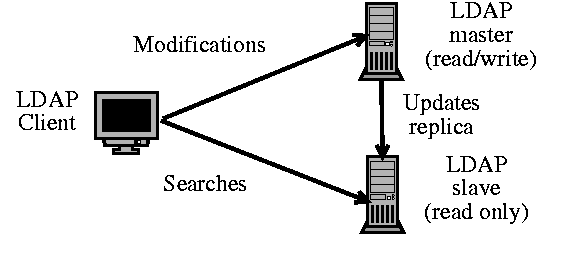 LDAP
master
(read/write)
Modifications
LDAP
Client
Updates
replica
Searches
LDAP
slave
(read only)